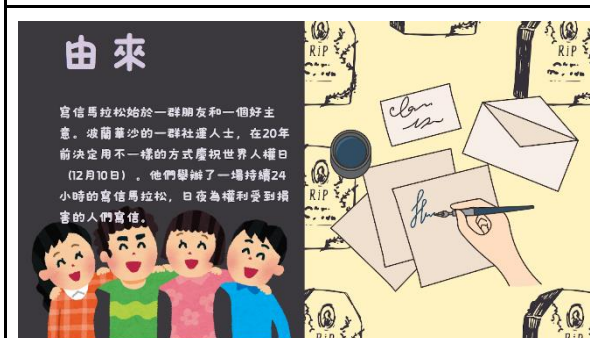 由來
寫信馬拉松始於一群朋友和一個好主
意。波蘭華沙的一群社運人士，在20年
前決定用不一樣的方式慶祝世界人權日
（12月10日）。他們舉辦了一場持續24
小時的寫信馬拉松，日夜為權利受到損
害的人們寫信。
RiP
RiP
RiP
RiP
RiP